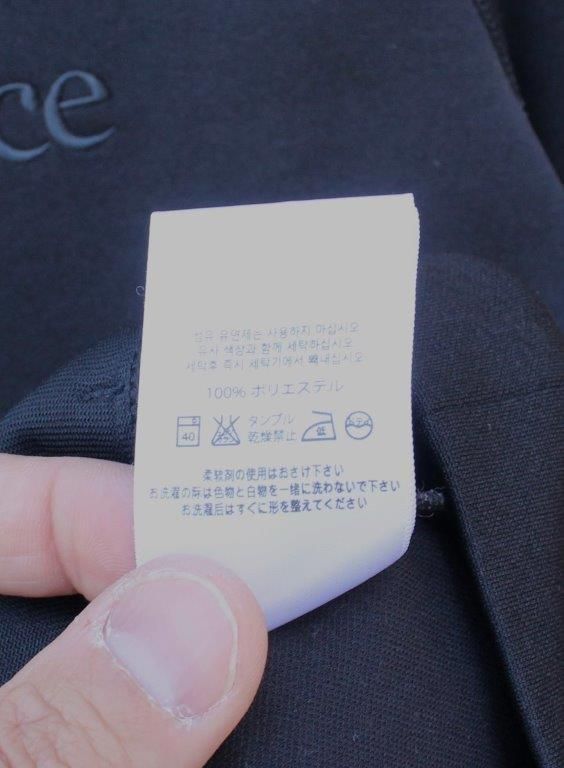 ce
섬유 유연제는 사용하지 마십시오
유사 색상과 함께 세탁하십시오
세탁후 즉시 세탁기에서 빼내십시오
100% ポリエステル
40 タンブル
乾燥禁止 低
柔軟剤の使用はおさけ下さい
お洗濯の際は色物と白物を一緒に洗わないで下さい
お洗濯后はすぐに形を整えてください